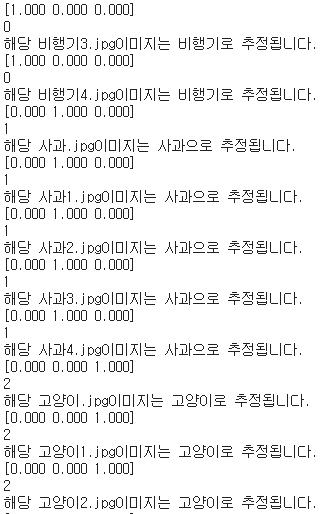 [1.000 0.000 0.000]
0
해당 비행기3.jpg이미지는 비행기로 추정됩니다.
[1.000 0.000 0.000]
0
해당 비행기4.jpg이미지는 비행기로 추정됩니다.
[0.000 1.000 0.000]
1
해당 사과.jpg이미지는 사과으로 추정됩니다.
[0.000 1.000 0.000]
1
해당 사과1.jpg이미지는 사과으로 추정됩니다.
[0.000 1.000 0.000]
1
해당 사과2.jpg이미지는 사과으로 추정됩니다.
[0.000 1.000 0.000]
1
해당 사과3.jpg이미지는 사과으로 추정됩니다.
[0.000 1.000 0.000]
1
해당 사과4.jpg이미지는 사과으로 추정됩니다.
[0.000 0.000 1.000]
2
해당 고양이.jpg이미지는 고양이로 추정됩니다.
[0.000 0.000 1.000]
2
해당 고양이1.jpg이미지는 고양이로 추정됩니다.
[0.000 0.000 1.000]
2
해당 고양이2.jpg이미지는 고양이로 추정됩니다.